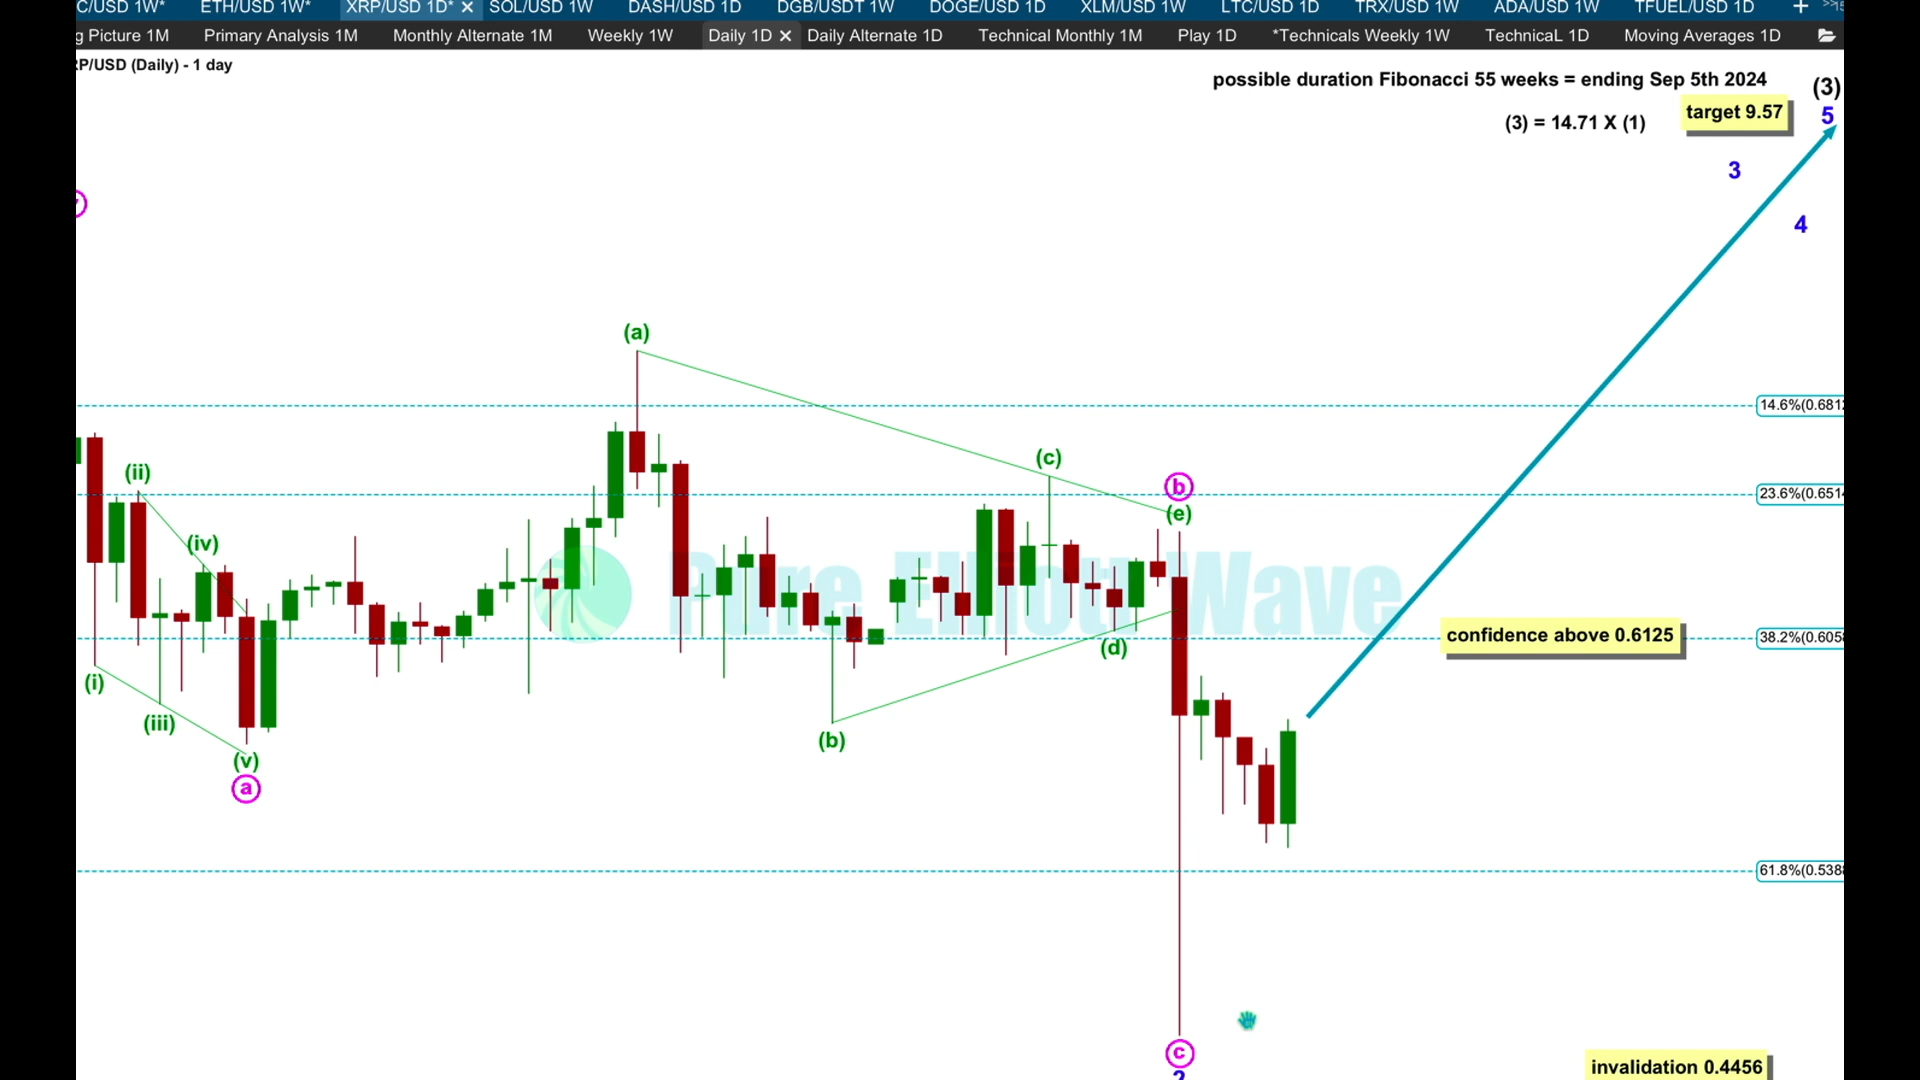 C/USD 1W* ETH/USD 1W* XRP/USD 1D* × SOL/USD 1W DASH/USD 1D DGB/USDT 1W DOGE/USD 1D XLM/USD 1W LTC/USD 1D TRX/USD 1W ADA/USD 1W TFUEL/USD 1D +
g Picture 1M Primary Analysis 1M Monthly Alternate 1M Weekly 1W Daily 1D × Daily Alternate 1D Technical Monthly 1M Play 1D *Technicals Weekly 1W TechnicaL 1D Moving Averages 1D
RP/USD (Daily) - 1 day
possible duration Fibonacci 55 weeks = ending Sep 5th 2024 (3)
(3) = 14.71 X (1) target 9.57 5
3
4
(a)
14.6%(0.681
(c)
(ii)
b
23.6%(0.651
(e)
(iv)
Pure Elliott Wave
confidence above 0.6125
38.2%(0.605
(d)
(i)
(iii)
(b)
(v)
a
61.8%(0.538
c
2
invalidation 0.4456